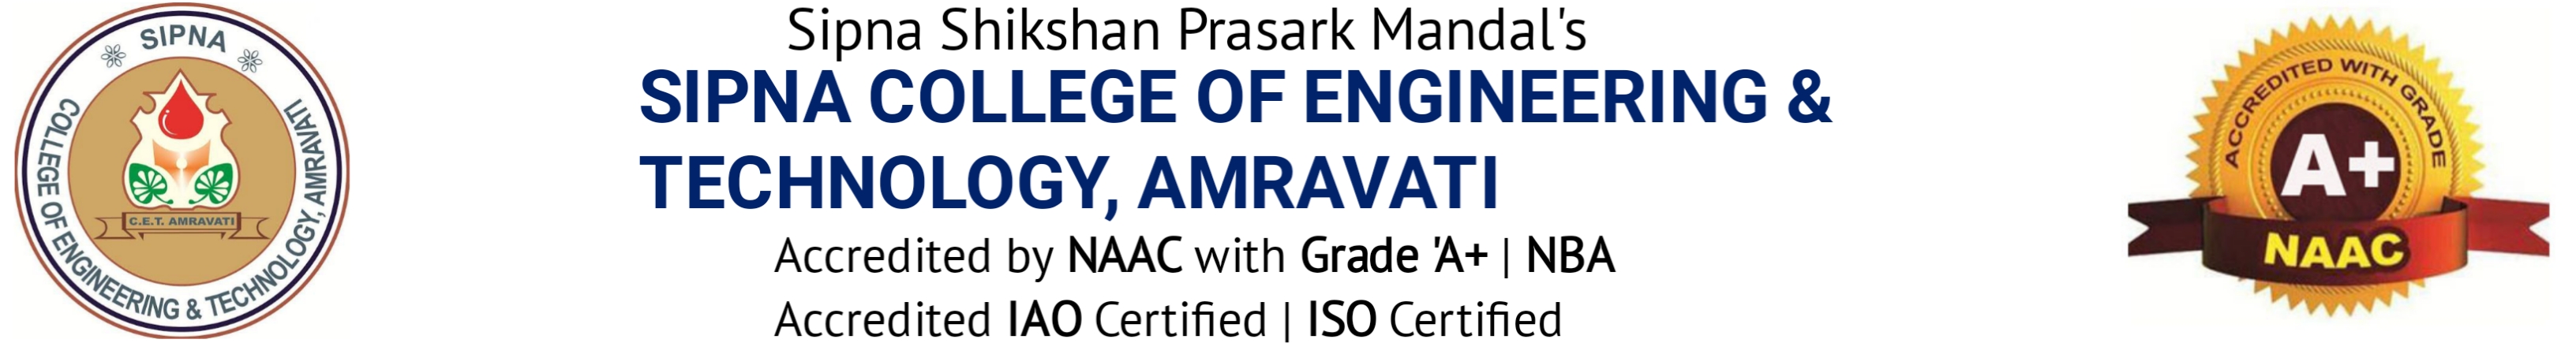 SIPNA
COLLEGE OF ENGINEERING & TECHNOLOGY, AMRAVATI
C.E.T. AMRAVATI
Sipna Shikshan Prasark Mandal's
SIPNA COLLEGE OF ENGINEERING &
TECHNOLOGY, AMRAVATI
Accredited by NAAC with Grade 'A+ | NBA
Accredited IAO Certified | ISO Certified
ACCREDITED WITH GRADE
A+
NAAC